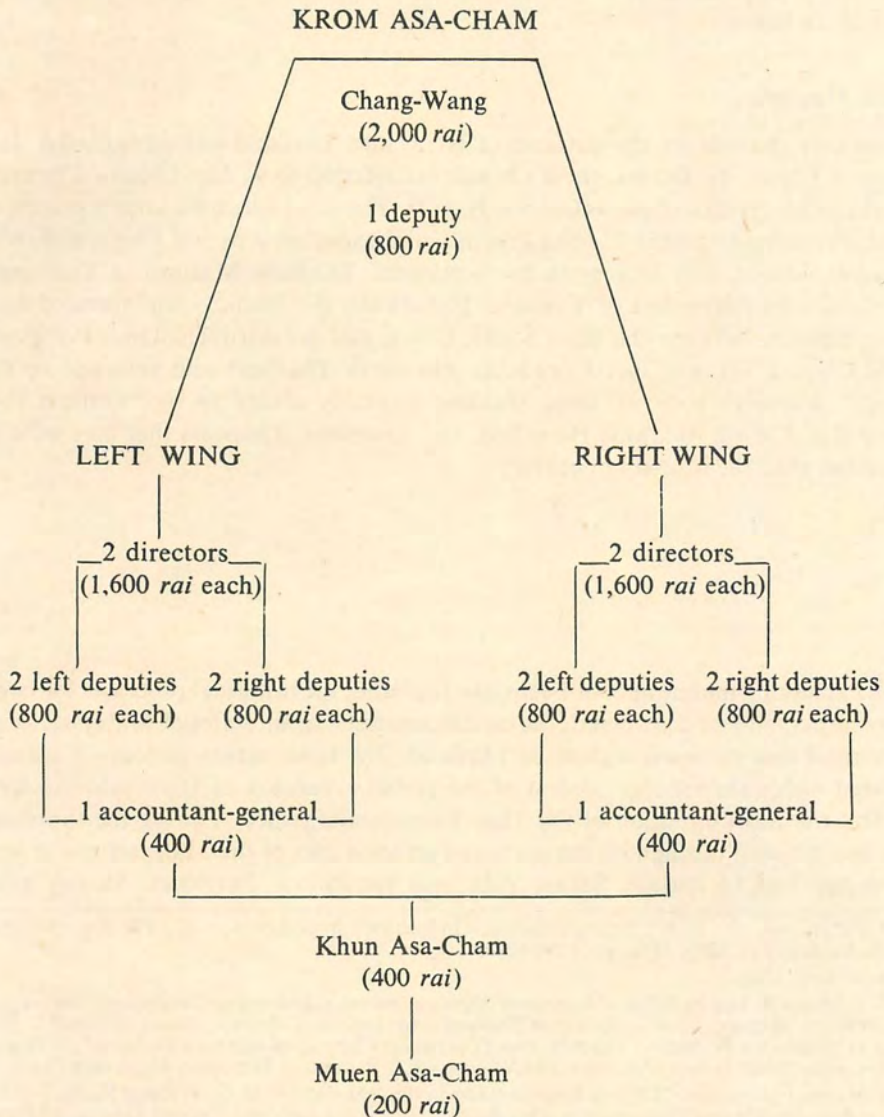 KROM ASA-CHAM
Chang-Wang
(2,000 rai)
1 deputy
(800 rai)
LEFT WING
RIGHT WING
2 directors
(1,600 rai each)
2 directors
(1,600 rai each)
2 left deputies
(800 rai each)
2 right deputies
(800 rai each)
2 left deputies
(800 rai each)
2 right deputies
(800 rai each)
1 accountant-general
(400 rai)
1 accountant-general
(400 rai)
Khun Asa-Cham
(400 rai)
Muen Asa-Cham
(200 rai)